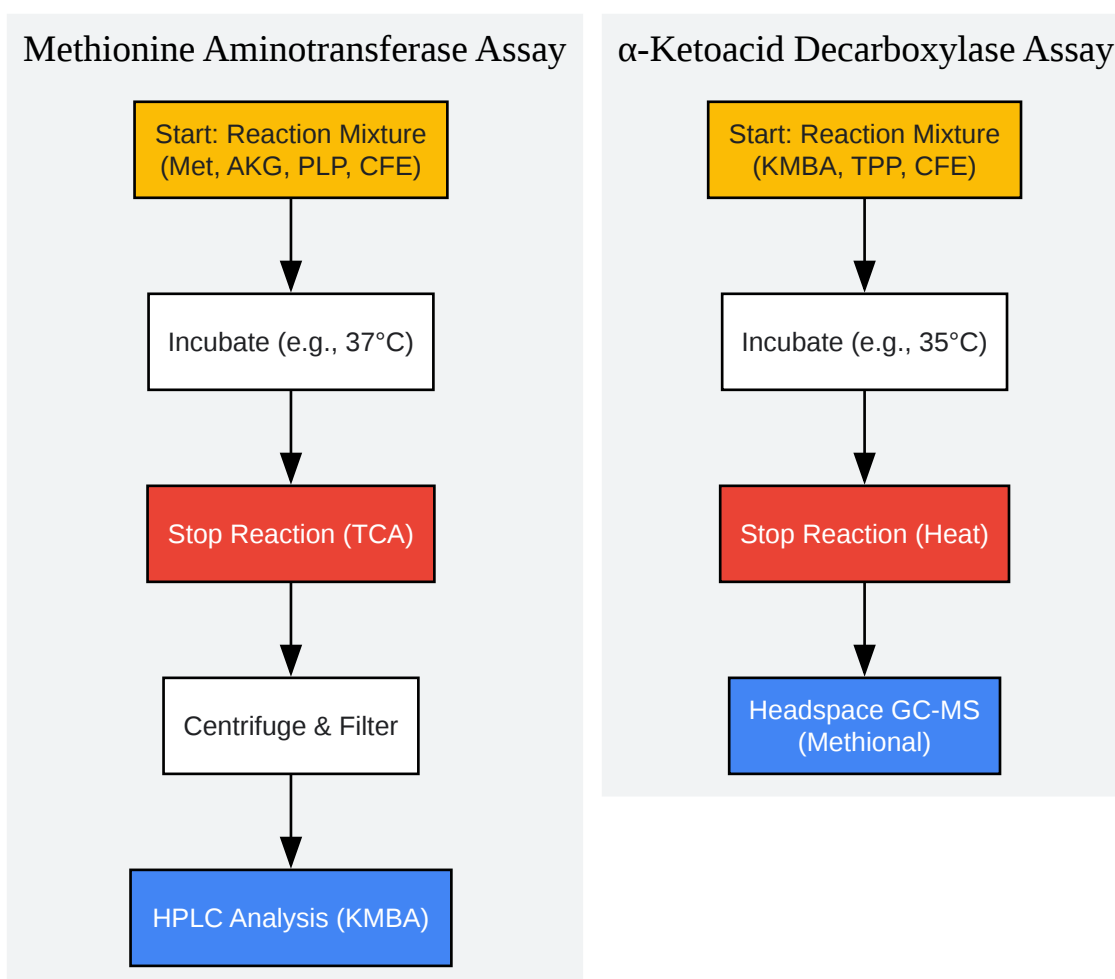 Methionine Aminotransferase Assay
Start: Reaction Mixture
(Met, AKG, PLP, CFE)
Incubate (e.g., 37°C)
Stop Reaction (TCA)
Centrifuge & Filter
HPLC Analysis (KMBA)
α-Ketoacid Decarboxylase Assay
Start: Reaction Mixture
(KMBA, TPP, CFE)
Incubate (e.g., 35°C)
Stop Reaction (Heat)
Headspace GC-MS
(Methional)